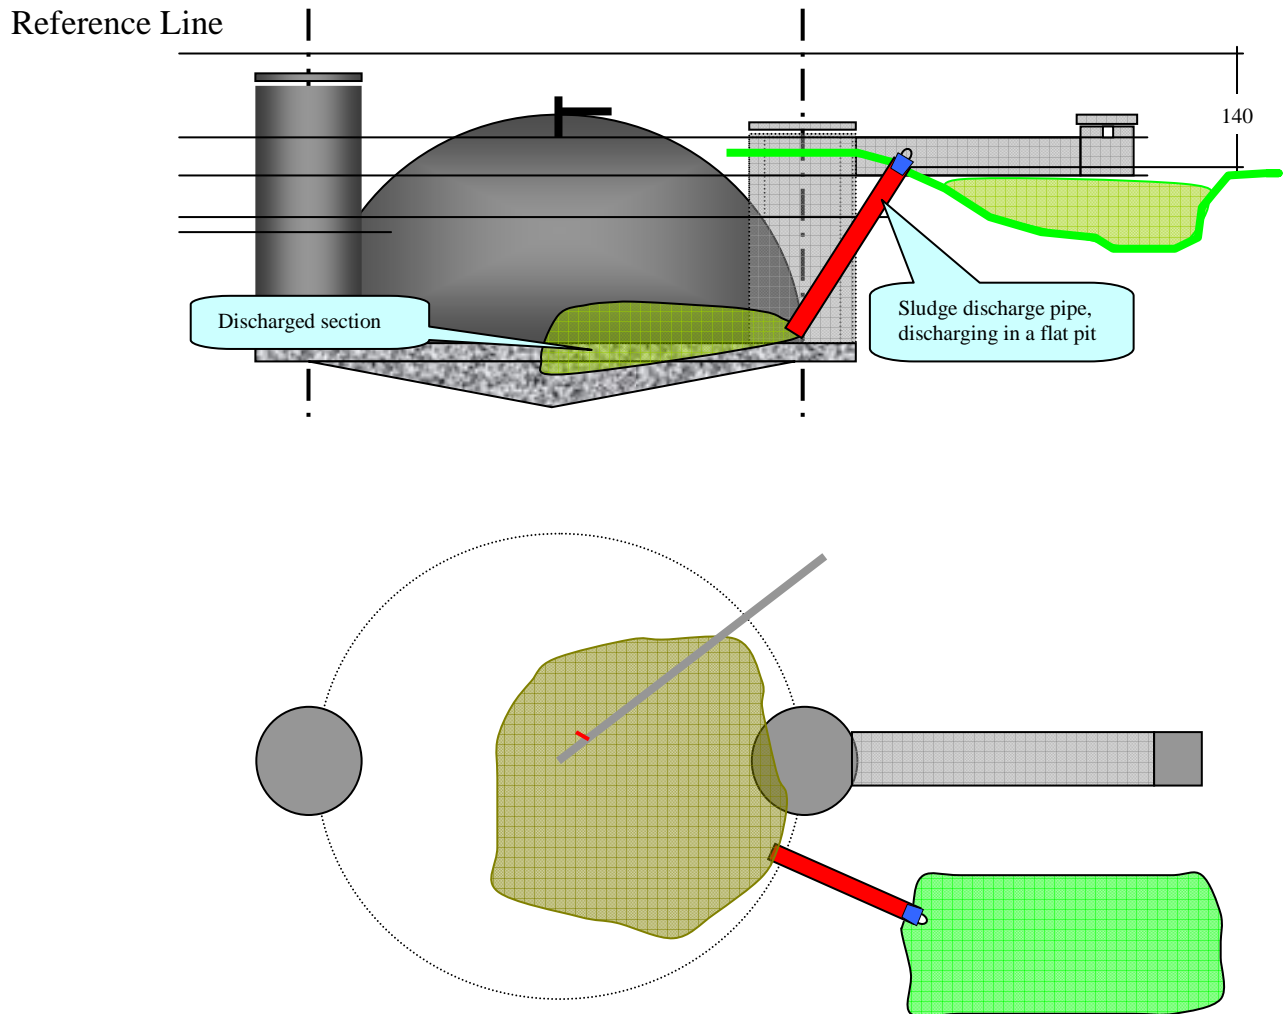 Reference Line
140
Discharged section
Sludge discharge pipe,
discharging in a flat pit